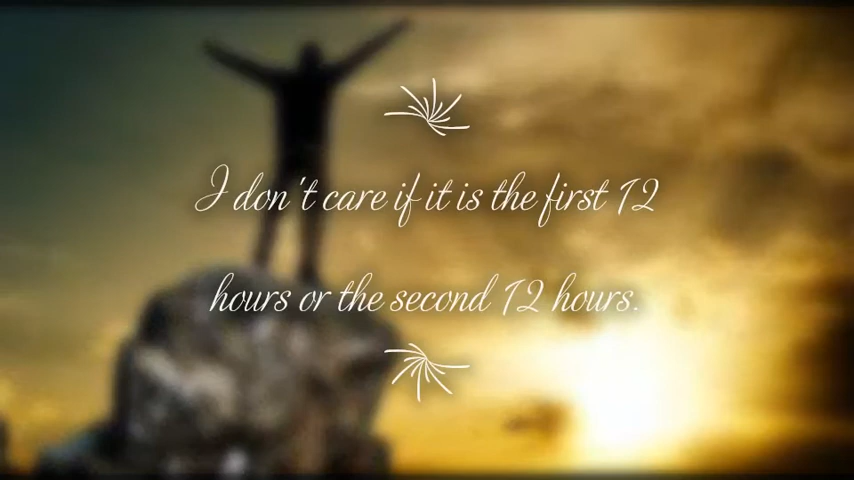 I don't care if it is the first 12
hours or the second 12 hours.